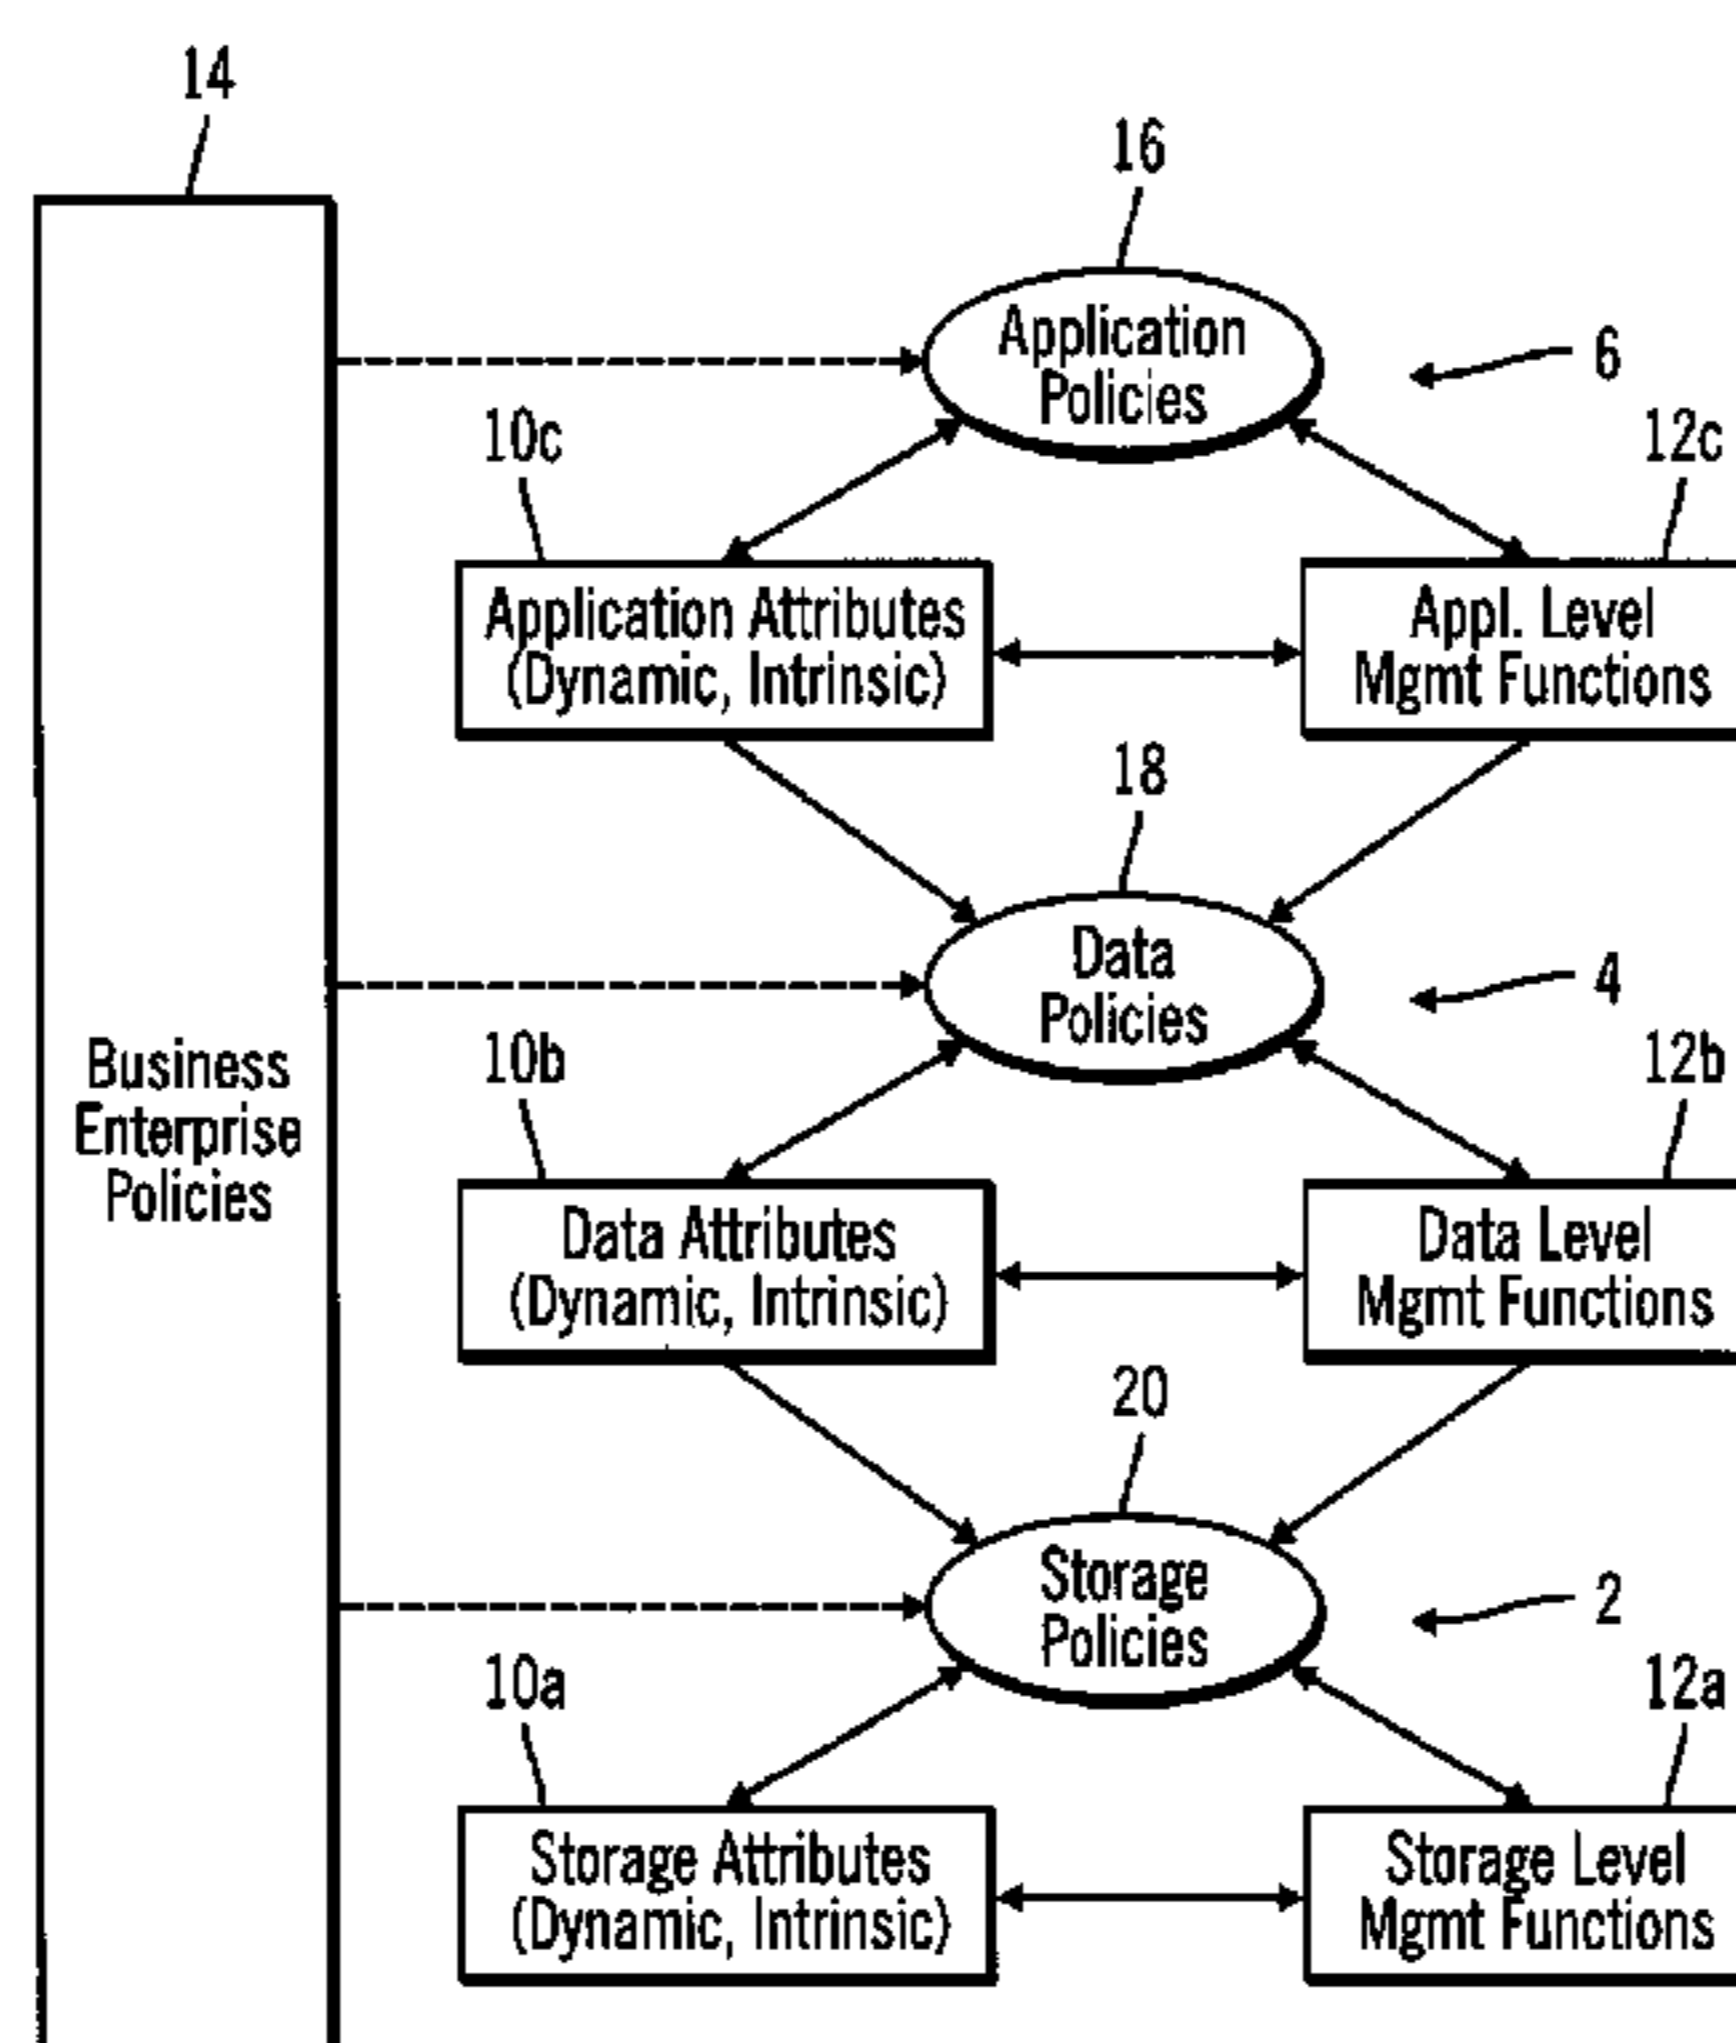 14
16
Application
Policies
6
10c
12c
Application Attributes
(Dynamic, Intrinsic)
Appl. Level
Mgmt Functions
18
Data
Policies
4
Business
Enterprise
Policies
10b
12b
Data Attributes
(Dynamic, Intrinsic)
Data Level
Mgmt Functions
20
Storage
Policies
2
10a
12a
Storage Attributes
(Dynamic, Intrinsic)
Storage Level
Mgmt Functions